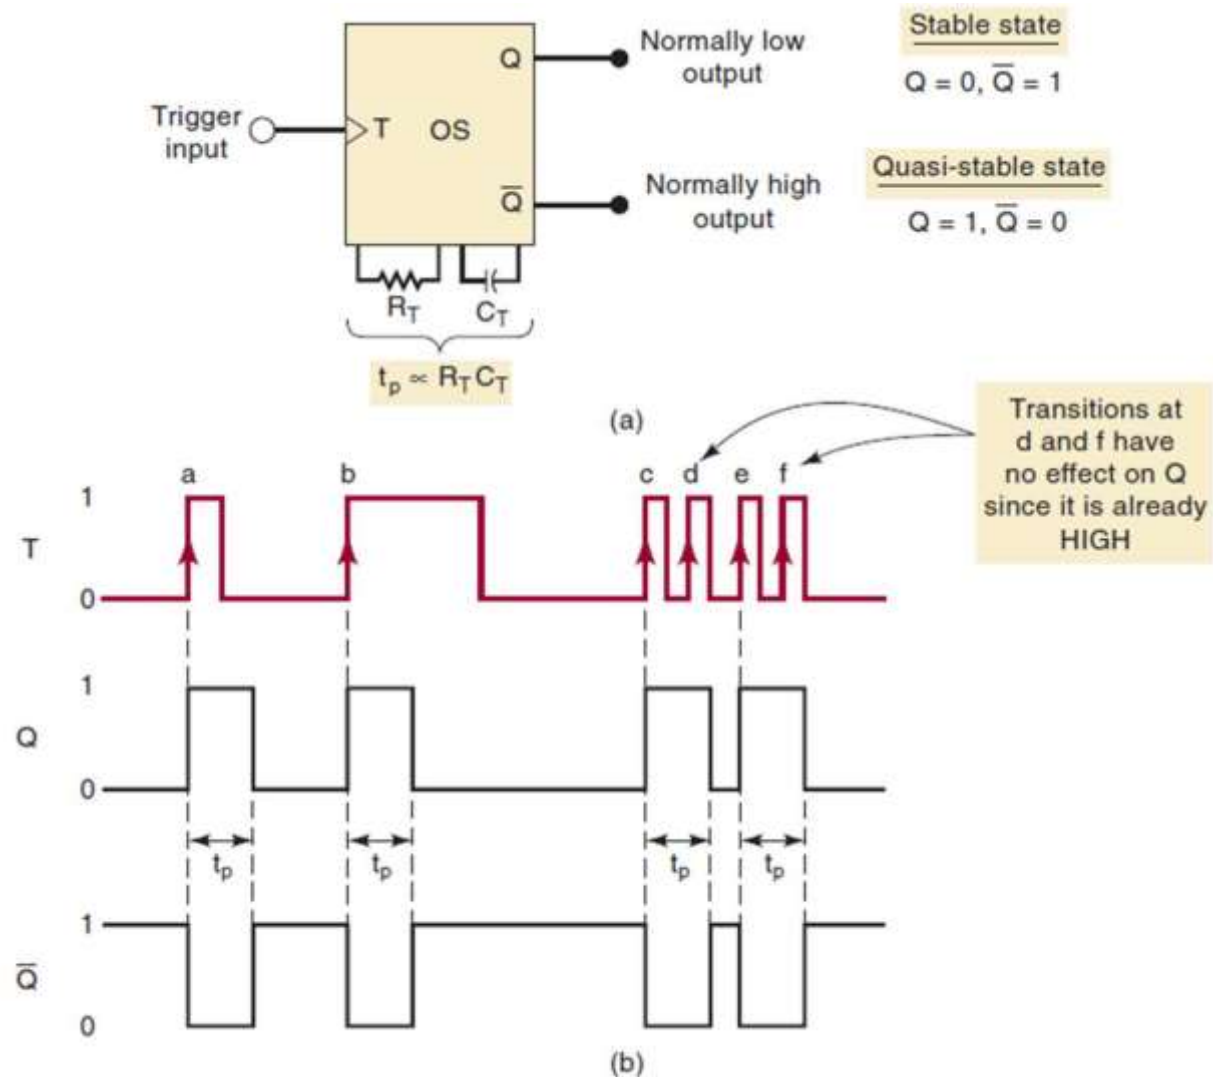 Trigger
input
T
OS
Q
Q̅
Normally low
output
Normally high
output
Stable state
Q = 0, Q̅ = 1
Quasi-stable state
Q = 1, Q̅ = 0
R_T
C_T
t_p ∝ R_T C_T
(a)
Transitions at
d and f have
no effect on Q
since it is already
HIGH
a
b
c
d
e
f
1
T
0
1
Q
0
t_p
t_p
t_p
t_p
1
Q̅
0
(b)